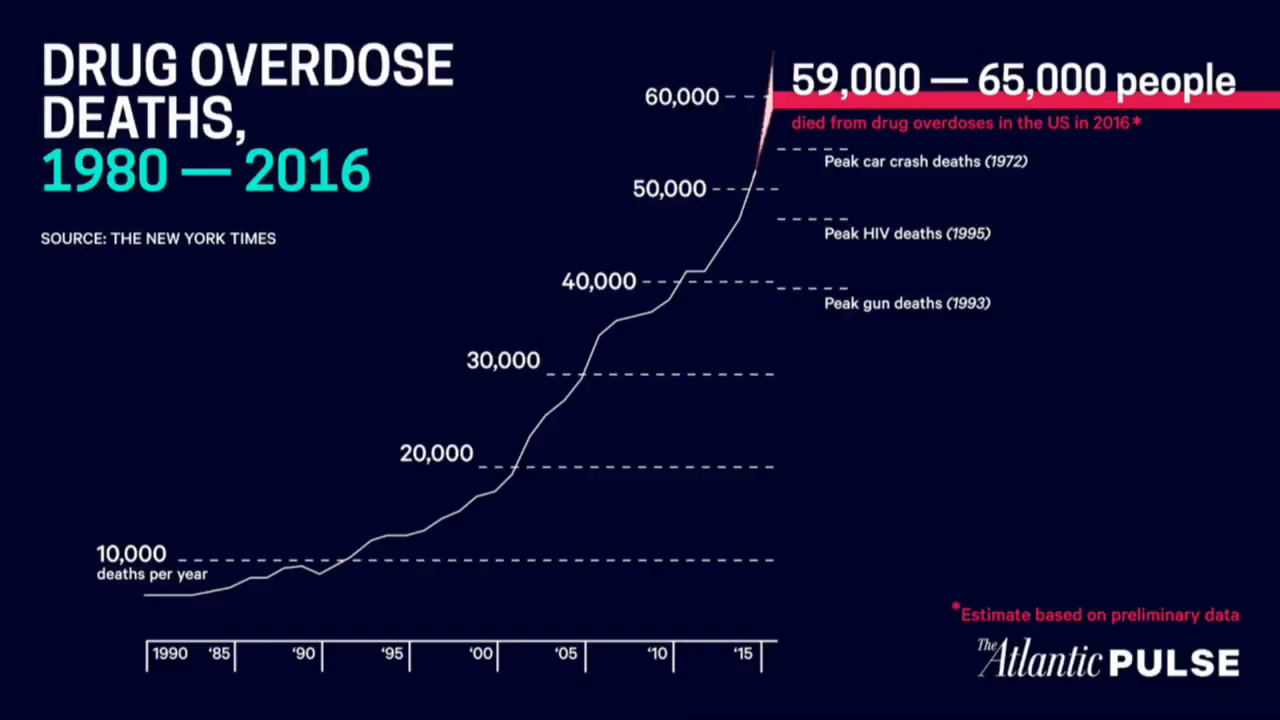 DRUG OVERDOSE
DEATHS,
1980 — 2016
SOURCE: THE NEW YORK TIMES
59,000 — 65,000 people
died from drug overdoses in the US in 2016*
60,000
Peak car crash deaths (1972)
50,000
Peak HIV deaths (1995)
40,000
Peak gun deaths (1993)
30,000
20,000
10,000
deaths per year
1990 '85 '90 '95 '00 '05 '10 '15
*Estimate based on preliminary data
The Atlantic PULSE